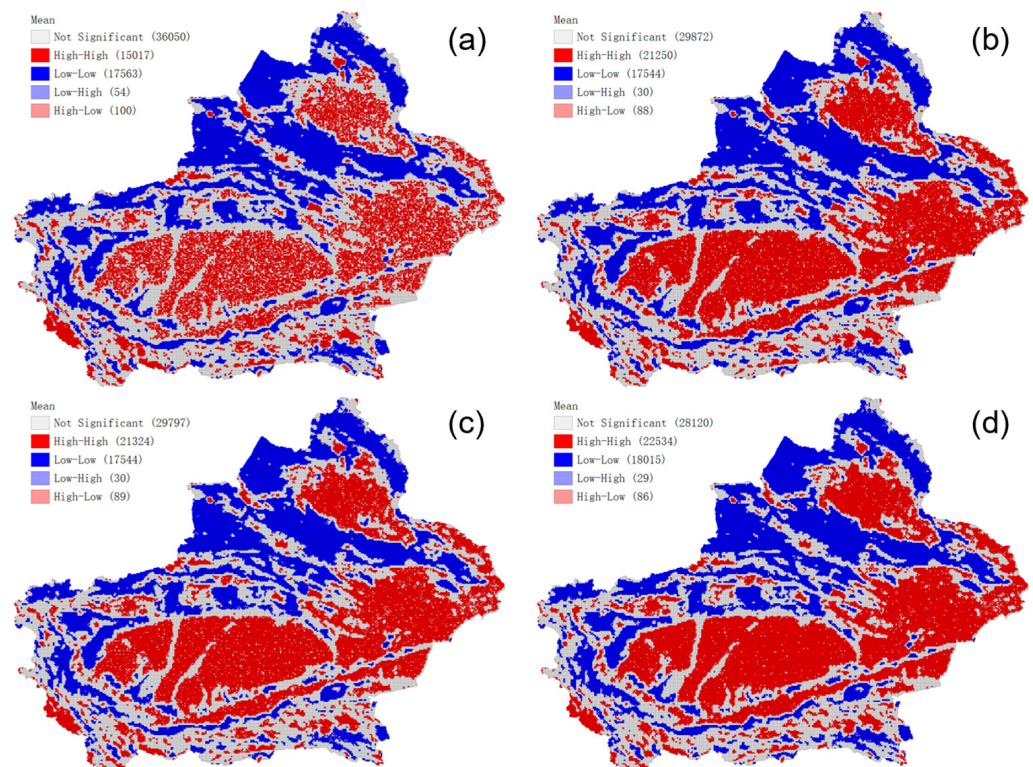 Mean
Not Significant (36050)
High-High (15017)
Low-Low (17563)
Low-High (54)
High-Low (100)
(a)
Mean
Not Significant (29872)
High-High (21250)
Low-Low (17544)
Low-High (30)
High-Low (88)
(b)
Mean
Not Significant (29797)
High-High (21324)
Low-Low (17544)
Low-High (30)
High-Low (89)
(c)
Mean
Not Significant (28120)
High-High (22534)
Low-Low (18015)
Low-High (29)
High-Low (86)
(d)